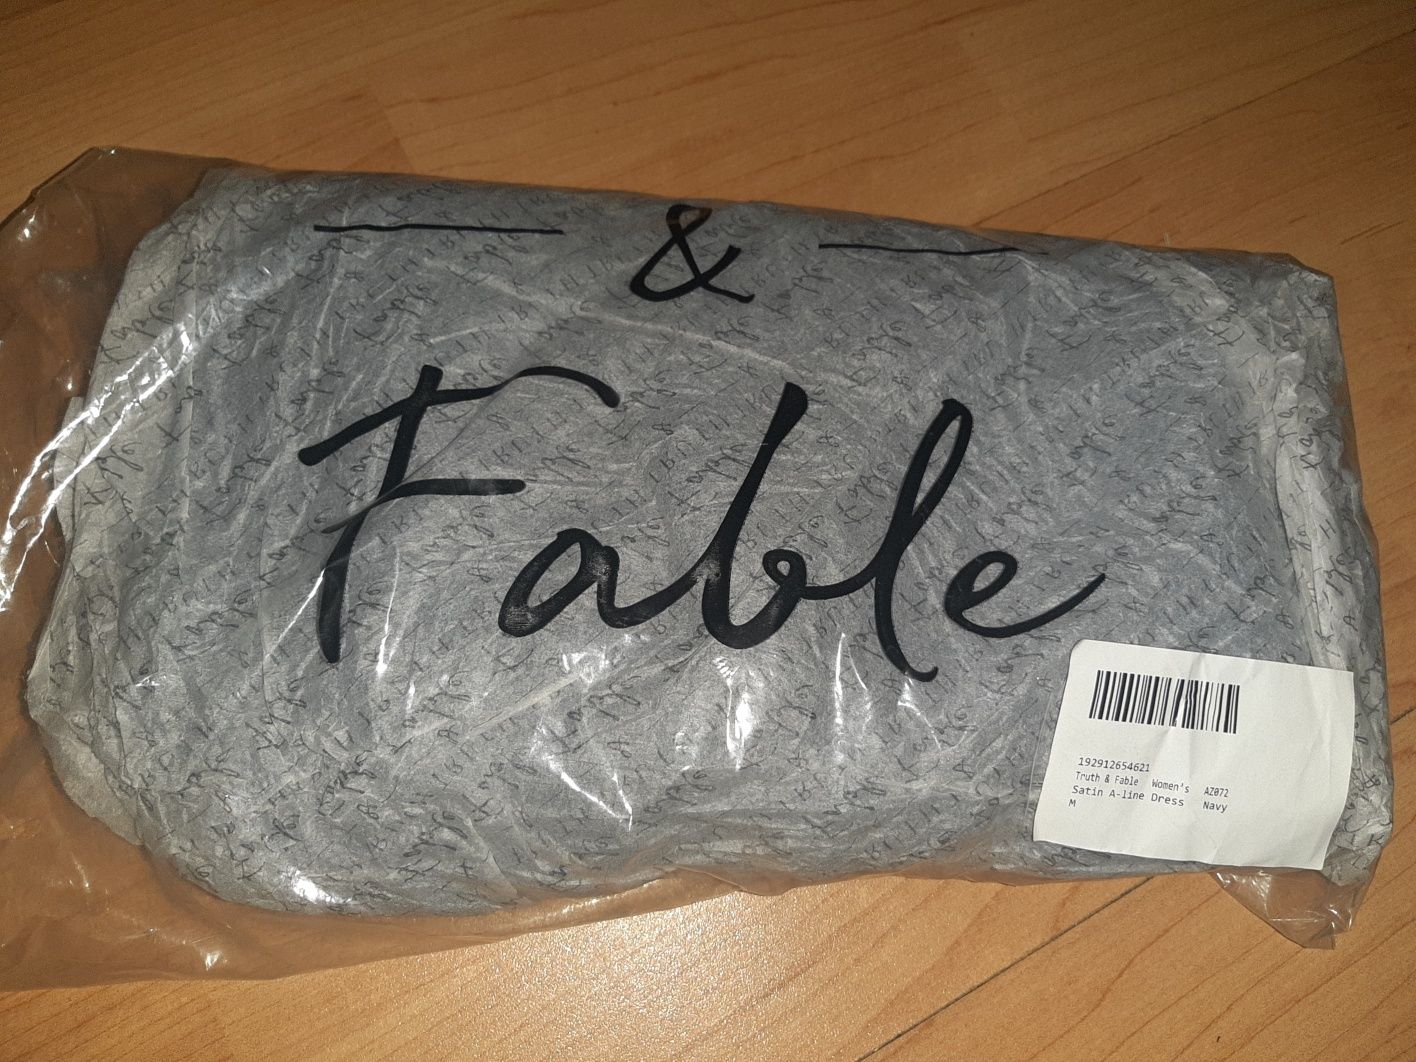 &
Fable
192912654621
Truth & Fable Women's AZ072
Satin A-line Dress Navy
M